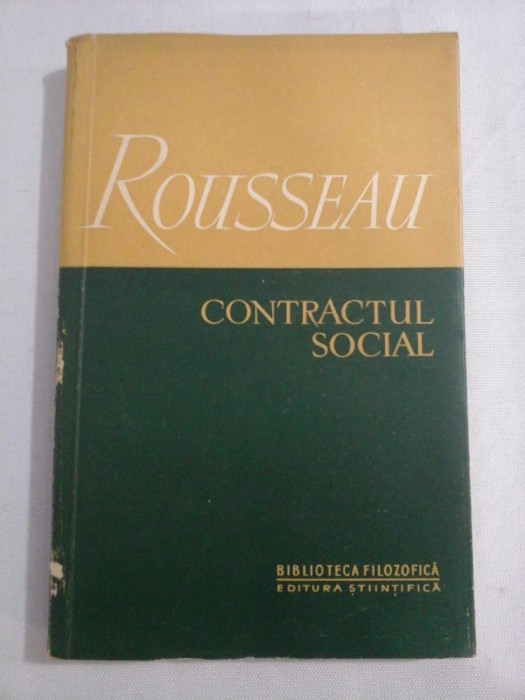 ROUSSEAU
CONTRACTUL
SOCIAL
BIBLIOTECA FILOZOFICĂ
EDITURA ȘTIINȚIFICĂ